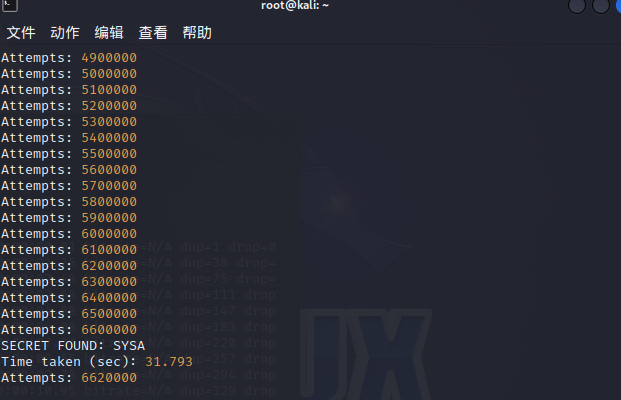 root@kali: ~
文件 动作 编辑 查看 帮助
Attempts: 4900000
Attempts: 5000000
Attempts: 5100000
Attempts: 5200000
Attempts: 5300000
Attempts: 5400000
Attempts: 5500000
Attempts: 5600000
Attempts: 5700000
Attempts: 5800000
Attempts: 5900000
Attempts: 6000000
Attempts: 6100000
Attempts: 6200000
Attempts: 6300000
Attempts: 6400000
Attempts: 6500000
Attempts: 6600000
SECRET FOUND: SYSA
Time taken (sec): 31.793
Attempts: 6620000